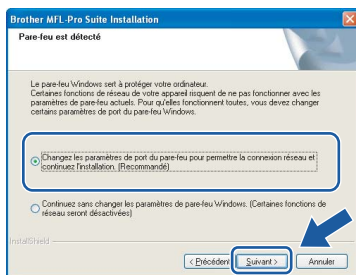 Brother MFL-Pro Suite Installation
Pare-feu est détecté
Le pare-feu Windows sert à protéger votre ordinateur.
Certaines fonctions de réseau de votre appareil risquent de ne pas fonctionner avec les
paramètres de pare-feu actuels. Pour qu'elles fonctionnent toutes, vous devez changer
certains paramètres de port du pare-feu Windows.
Changez les paramètres de port du pare-feu pour permettre la connexion réseau et
continuez l'installation. (Recommandé)
Continuez sans changer les paramètres de pare-feu Windows. (Certaines fonctions de
réseau seront désactivées)
InstallShield
< Précédent
Suivant >
Annuler